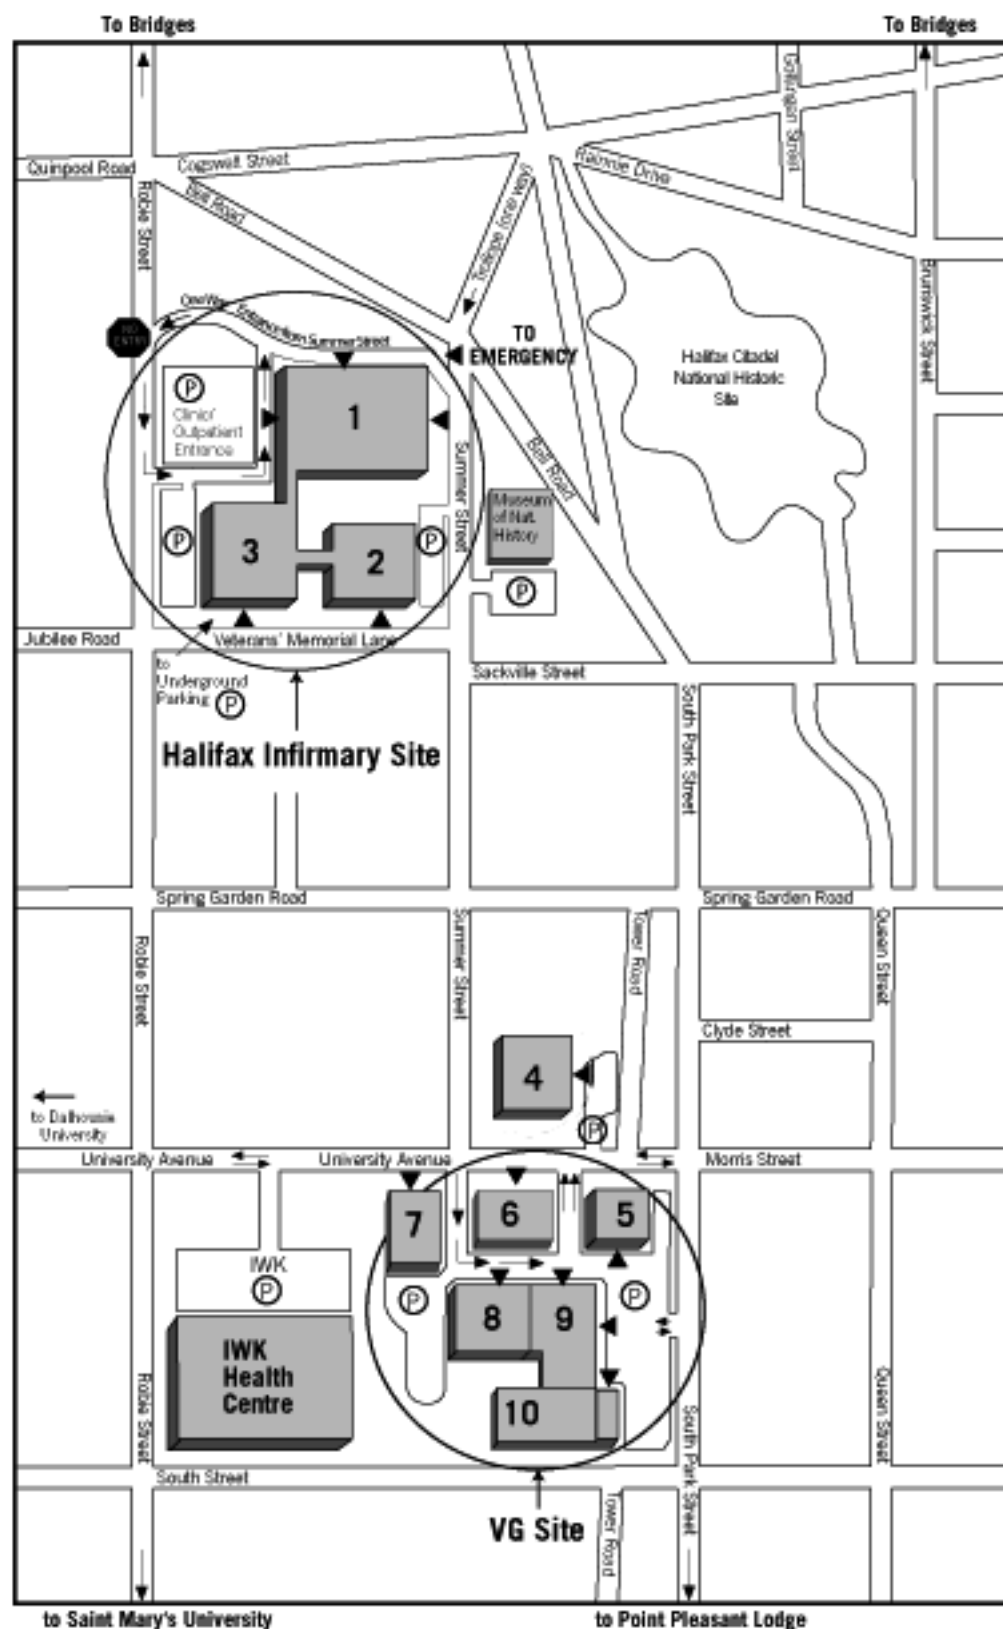 To Bridges
To Bridges
Gottingen Street
Quinpool Road
Cogswell Street
Rainnie Drive
Bell Road
Robie Street
Trollope (one way)
Brunswick Street
One Way - Entrance from Summer Street
NO
ENTRY
TO
EMERGENCY
Halifax Citadel
National Historic
Site
P
Clinic/
Outpatient
Entrance
1
Summer Street
Bell Road
Museum
of Nat.
History
P
3
2
P
P
Jubilee Road
Veterans' Memorial Lane
to
Underground
Parking P
Sackville Street
South Park Street
Halifax Infirmary Site
Spring Garden Road
Spring Garden Road
Robie Street
Summer Street
Tower Road
Queen Street
Clyde Street
4
to Dalhousie
University
P
University Avenue
University Avenue
Morris Street
7
6
5
IWK
P
P
P
8
9
IWK
Health
Centre
10
Robie Street
South Park Street
Queen Street
South Street
VG Site
Tower Road
to Saint Mary's University
to Point Pleasant Lodge